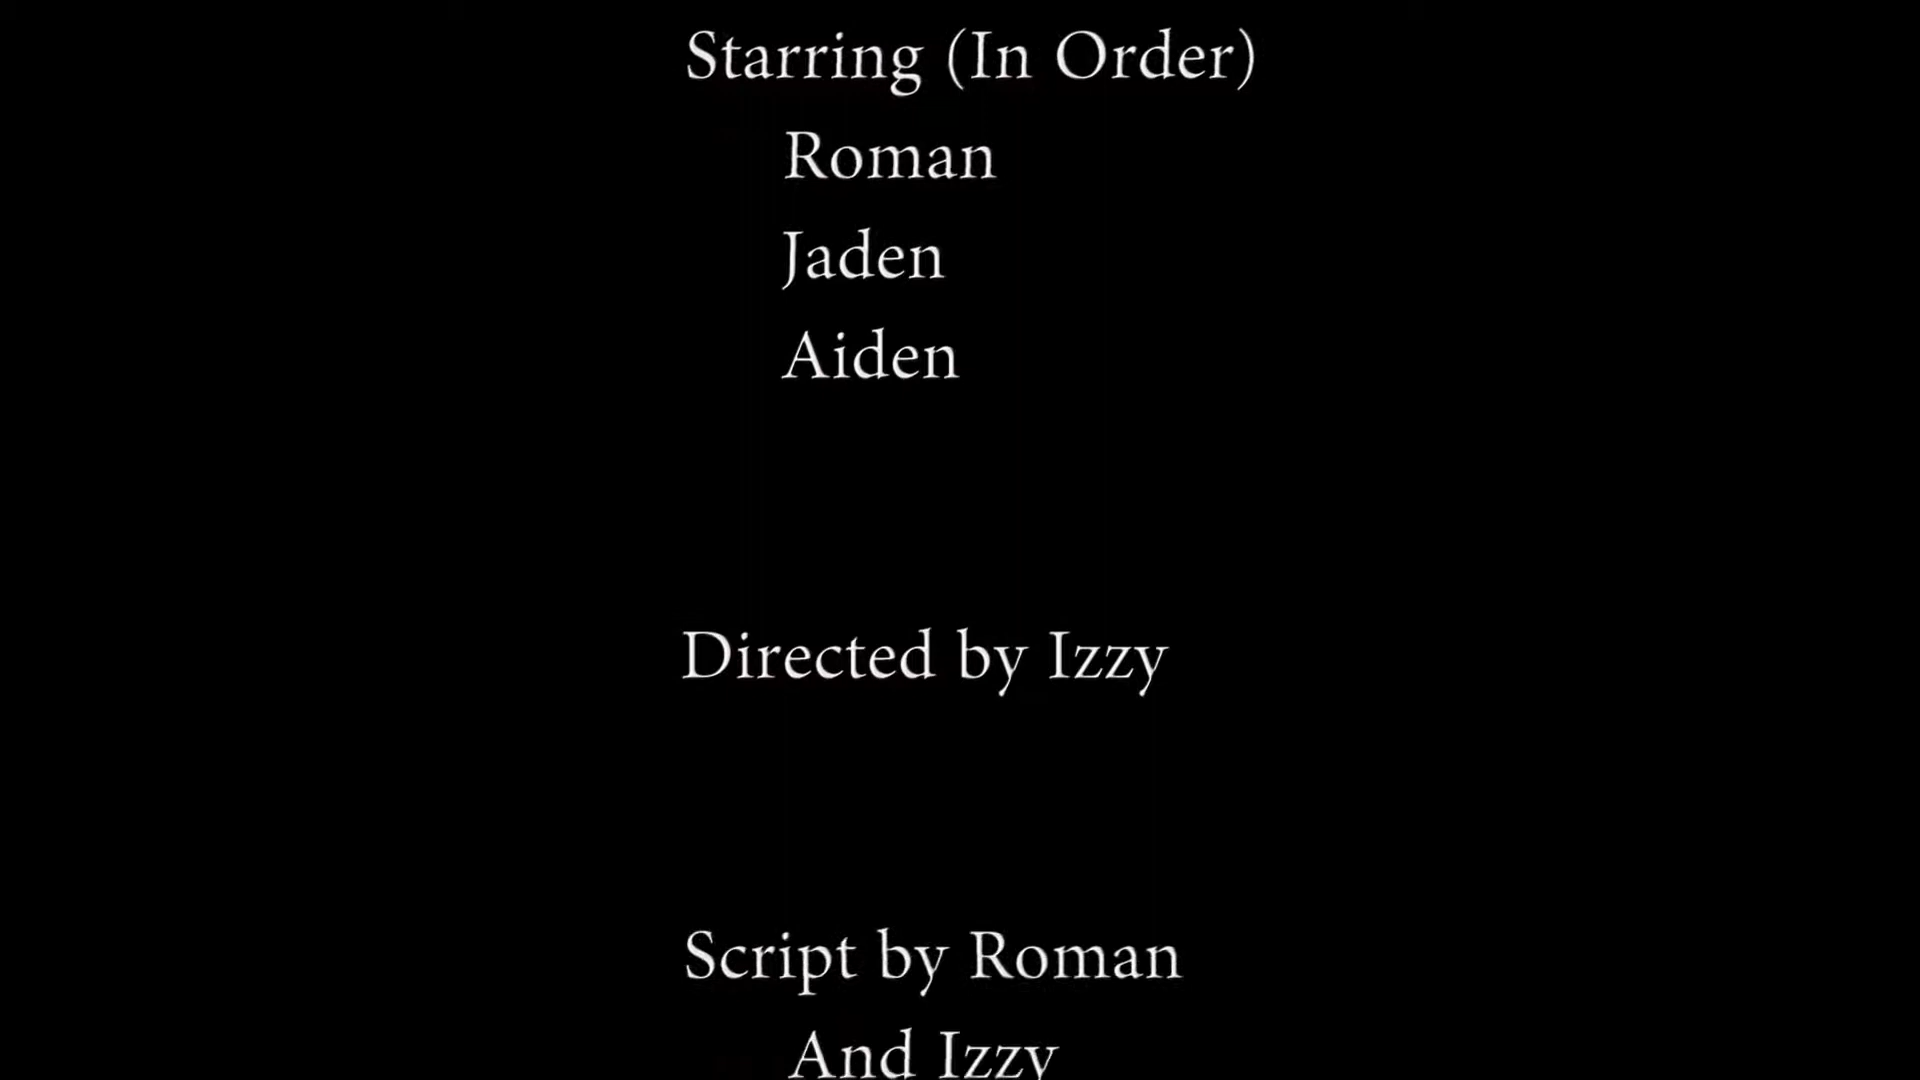 Starring (In Order)
Roman
Jaden
Aiden
Directed by Izzy
Script by Roman
And Izzy